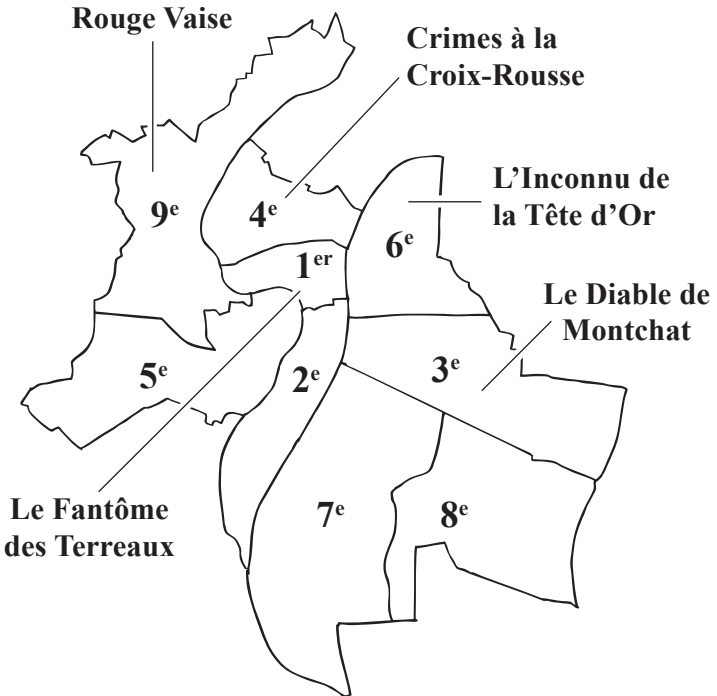 Rouge Vaise
Crimes à la
Croix-Rousse
L’Inconnu de
la Tête d’Or
9e
4e
6e
1er
Le Diable de
Montchat
5e
2e
3e
Le Fantôme
des Terreaux
7e
8e